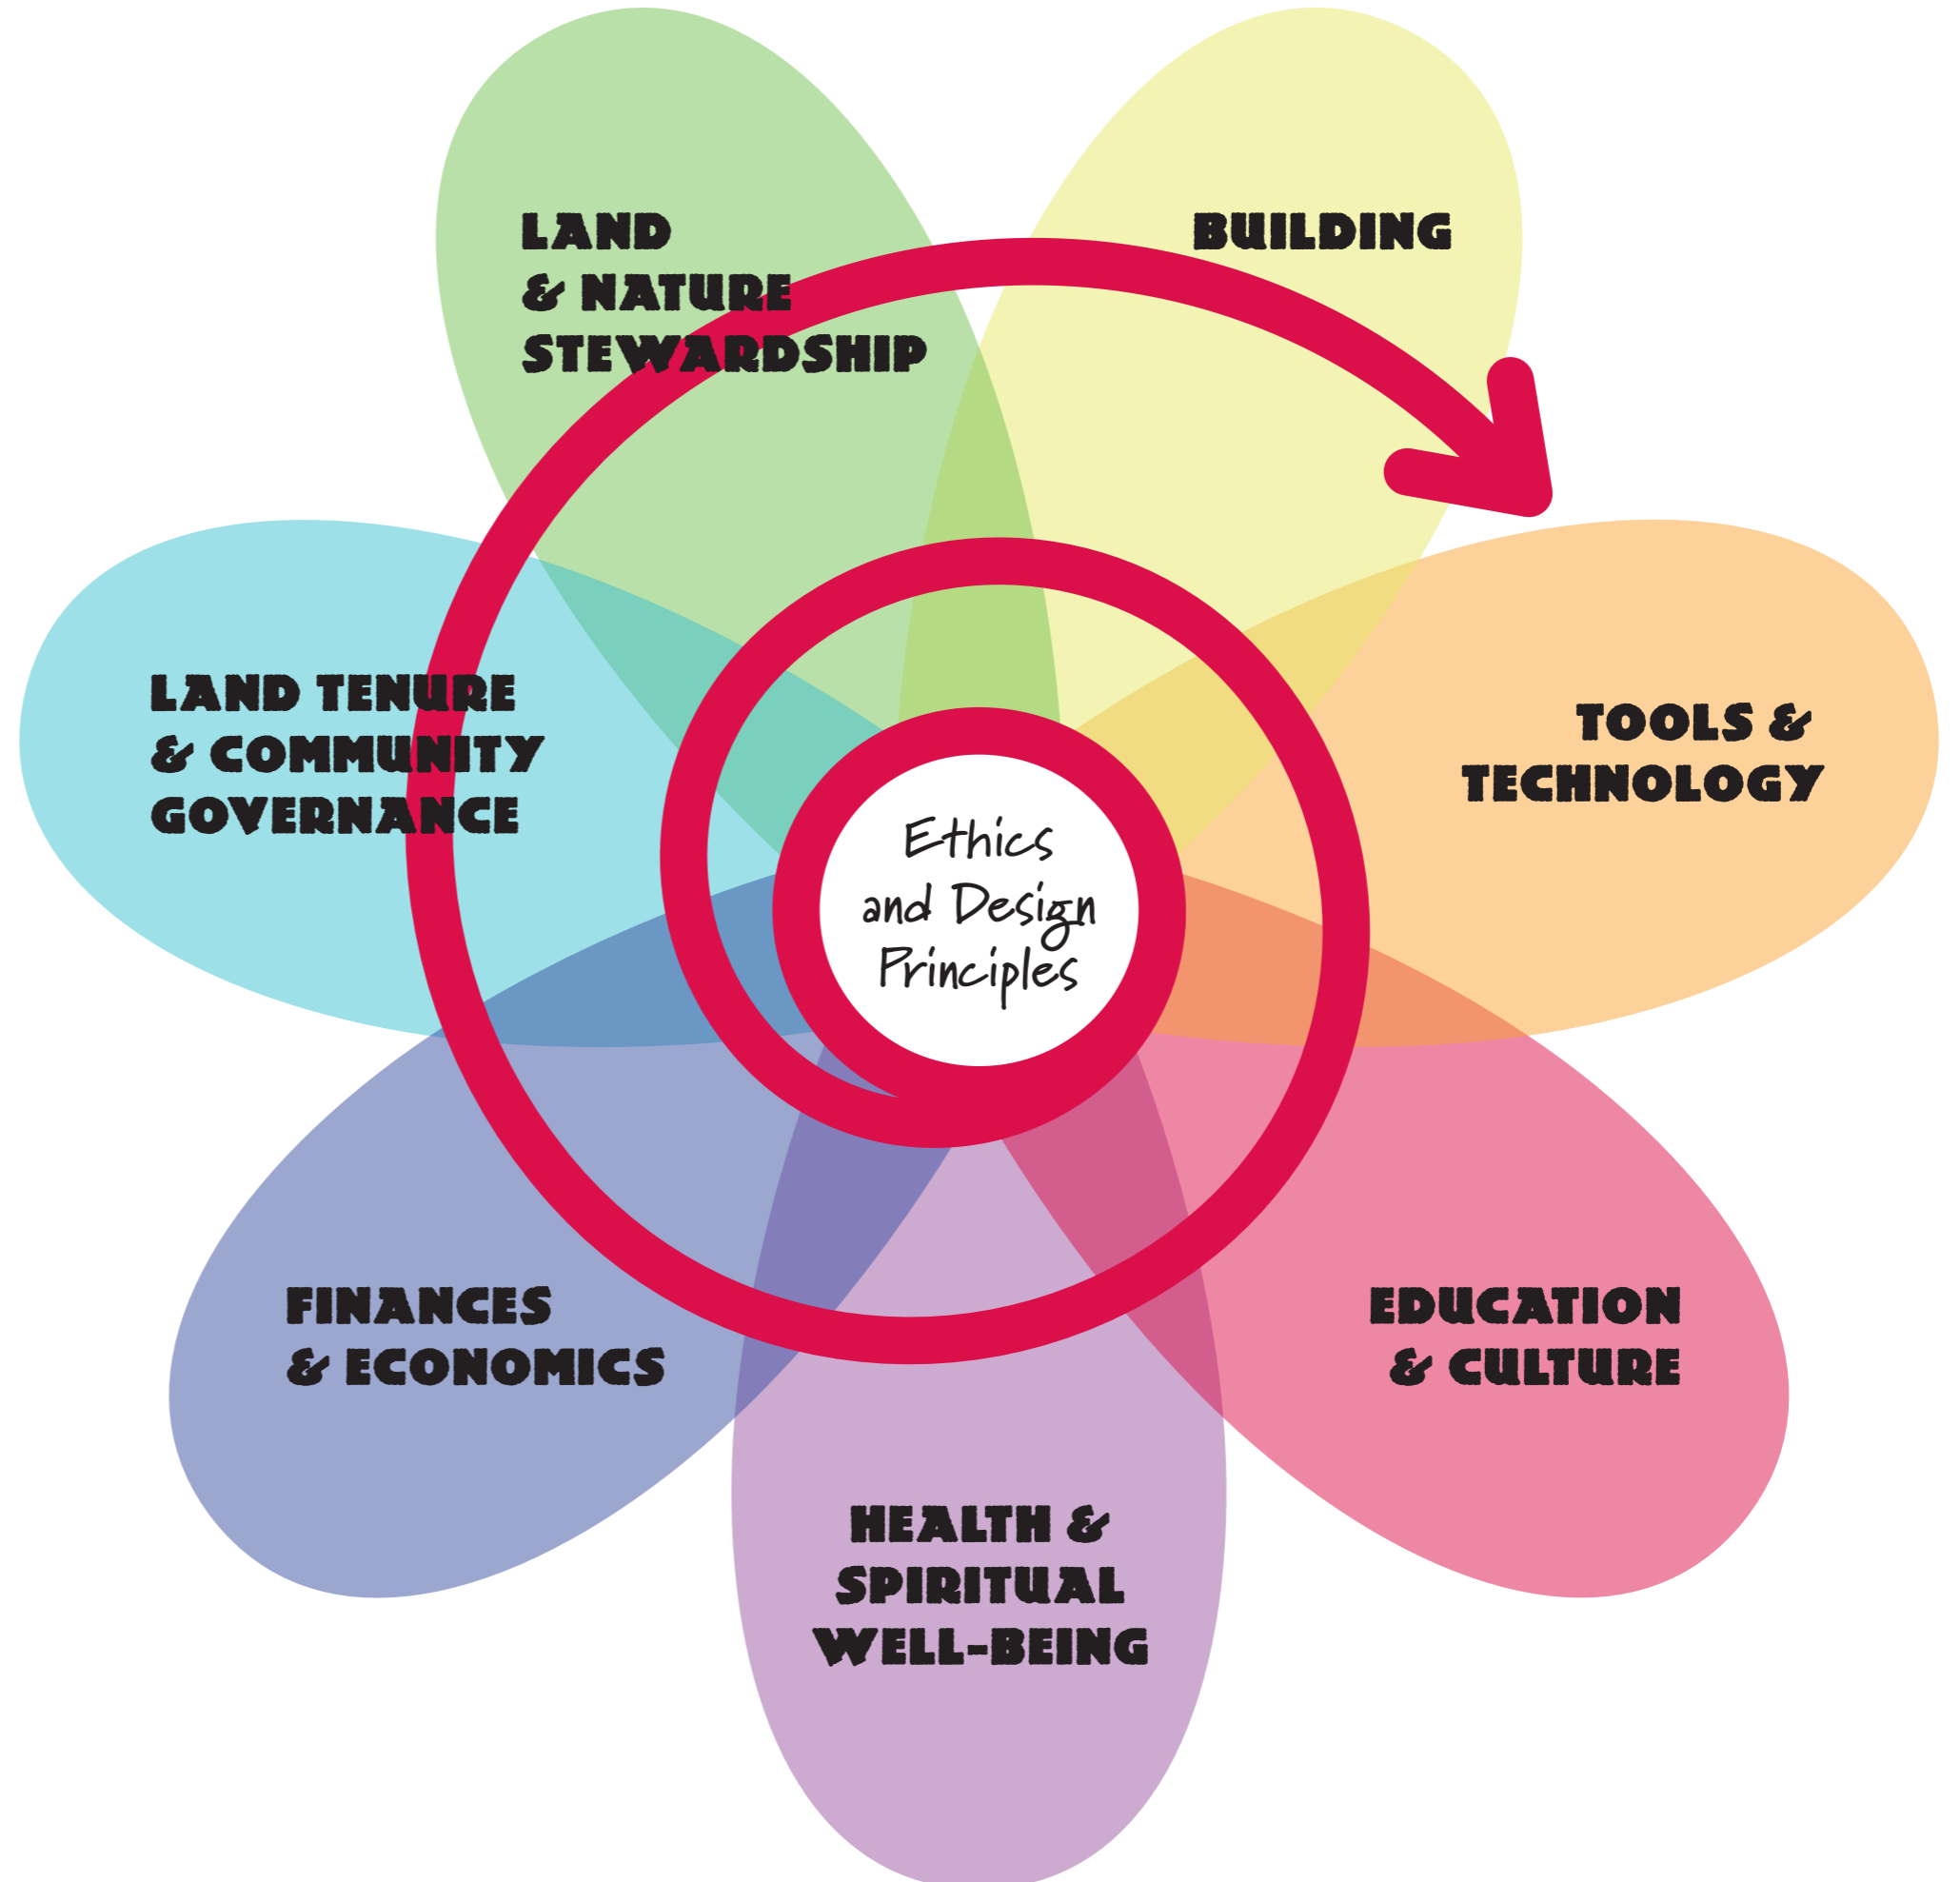 LAND
& NATURE
STEWARDSHIP
BUILDING
TOOLS &
TECHNOLOGY
EDUCATION
& CULTURE
HEALTH &
SPIRITUAL
WELL-BEING
FINANCES
& ECONOMICS
LAND TENURE
& COMMUNITY
GOVERNANCE
Ethics
and Design
Principles